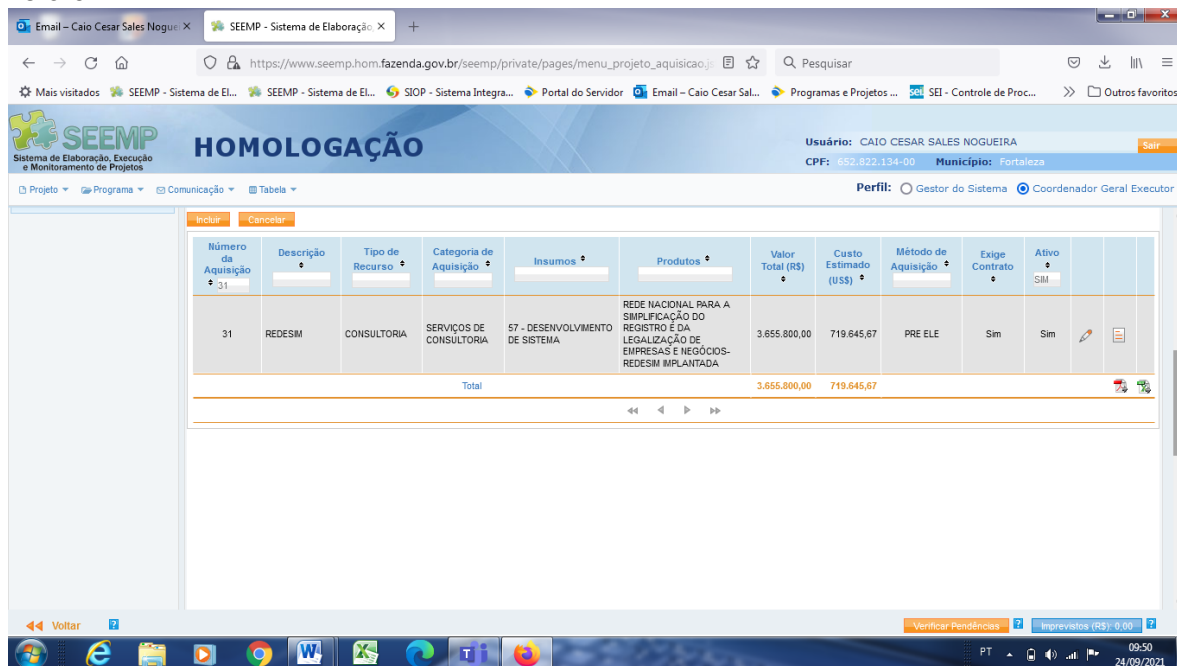 Email – Caio Cesar Sales Noguei
SEEMP - Sistema de Elaboração,
https://www.seemp.hom.fazenda.gov.br/seemp/private/pages/menu_projeto_aquisicao.js
Pesquisar
Mais visitados
SEEMP - Sistema de El...
SEEMP - Sistema de El...
SIOP - Sistema Integra...
Portal do Servidor
Email – Caio Cesar Sal...
Programas e Projetos ...
SEI - Controle de Proc...
Outros favoritos
SEEMP
Sistema de Elaboração, Execução
e Monitoramento de Projetos
HOMOLOGAÇÃO
Usuário: CAIO CESAR SALES NOGUEIRA
CPF: 652.822.134-00 Município: Fortaleza
Sair
Projeto
Programa
Comunicação
Tabela
Perfil: Gestor do Sistema Coordenador Geral Executor
Incluir Cancelar
Número da Aquisição 31
Descrição
Tipo de Recurso
Categoria de Aquisição
Insumos
Produtos
Valor Total (R$)
Custo Estimado (US$)
Método de Aquisição
Exige Contrato
Ativo SIM
31
REDESIM
CONSULTORIA
SERVIÇOS DE CONSULTORIA
57 - DESENVOLVIMENTO DE SISTEMA
REDE NACIONAL PARA A
SIMPLIFICAÇÃO DO
REGISTRO E DA
LEGALIZAÇÃO DE
EMPRESAS E NEGÓCIOS-
REDESIM IMPLANTADA
3.655.800,00
719.645,67
PRE ELE
Sim
Sim
Total 3.655.800,00 719.645,67
Voltar
Verificar Pendências
Imprevistos (R$): 0,00
PT
09:50
24/09/2021